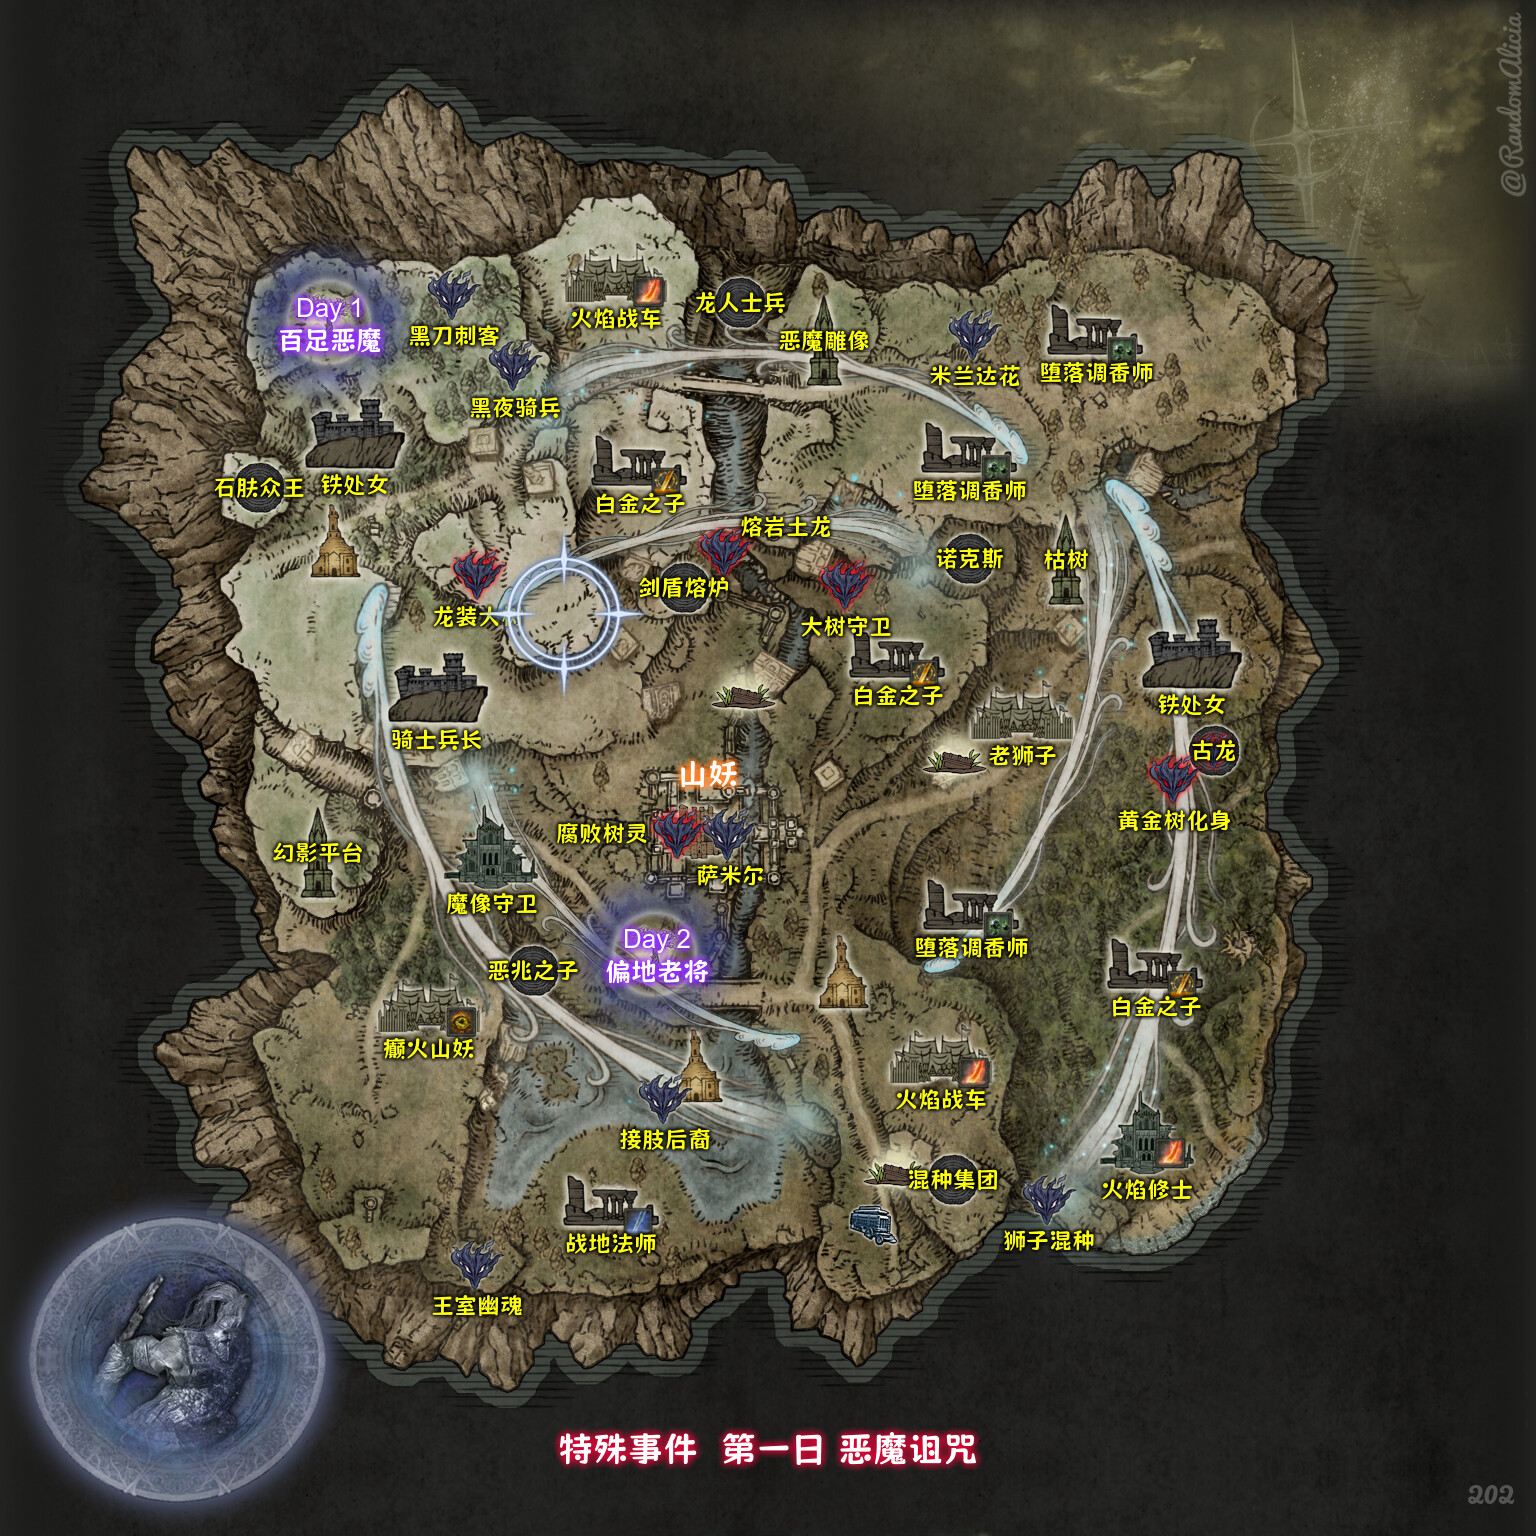 @RandomAlicia
Day 1
百足恶魔
黑刀刺客
火焰战车
龙人士兵
恶魔雕像
米兰达花
堕落调香师
黑夜骑兵
石肤众王
铁处女
白金之子
堕落调香师
熔岩土龙
诺克斯
枯树
剑盾熔炉
龙装大
大树守卫
白金之子
铁处女
骑士兵长
老狮子
古龙
山妖
黄金树化身
腐败树灵
萨米尔
幻影平台
魔像守卫
Day 2
偏地老将
堕落调香师
恶兆之子
白金之子
癫火山妖
火焰战车
接肢后裔
混种集团
火焰修士
战地法师
狮子混种
王室幽魂
特殊事件 第一日 恶魔诅咒
202